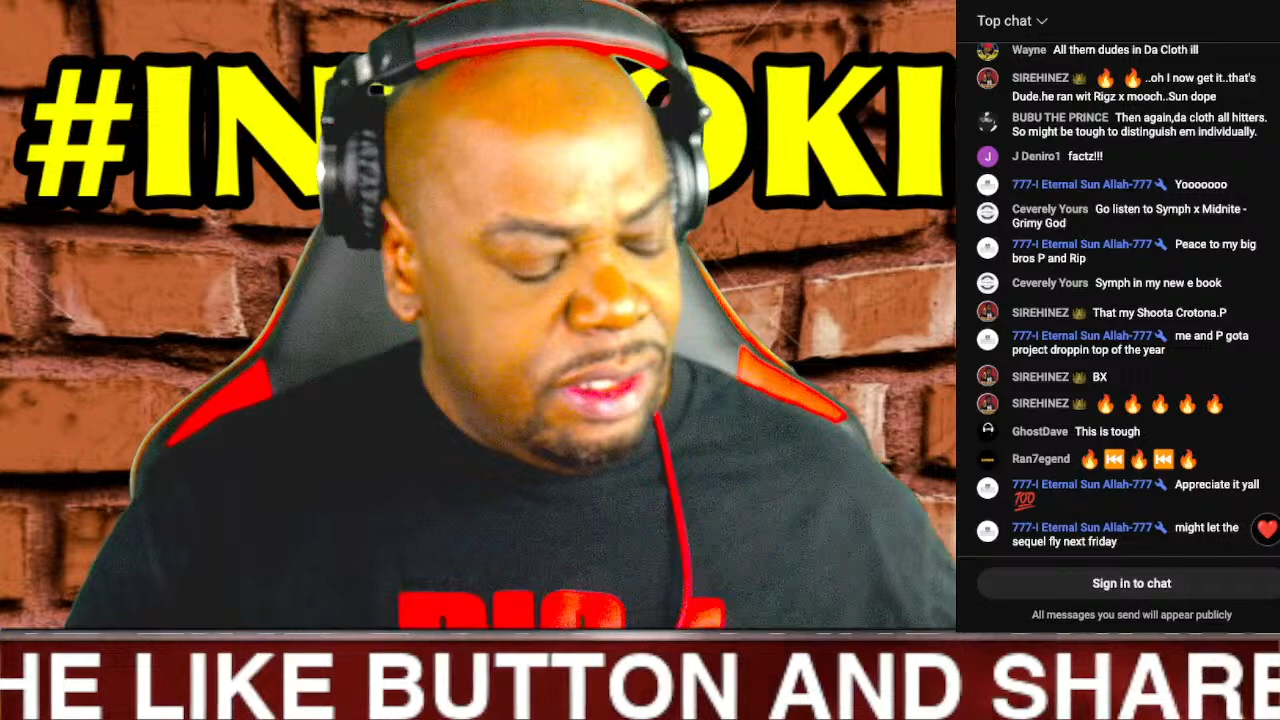 #IN OKI
Top chat
Wayne All them dudes in Da Cloth ill
SIREHINEZ 👑 🔥 🔥 ..oh I now get it..that's
Dude.he ran wit Rigz x mooch..Sun dope
BUBU THE PRINCE Then again,da cloth all hitters.
So might be tough to distinguish em individually.
J J Deniro1 factz!!!
777-I Eternal Sun Allah-777 Yooooooo
Ceverely Yours Go listen to Symph x Midnite -
Grimy God
777-I Eternal Sun Allah-777 Peace to my big
bros P and Rip
Ceverely Yours Symph in my new e book
SIREHINEZ 👑 That my Shoota Crotona.P
777-I Eternal Sun Allah-777 me and P gota
project droppin top of the year
SIREHINEZ 👑 BX
SIREHINEZ 👑 🔥 🔥 🔥 🔥 🔥
GhostDave This is tough
Ran7egend 🔥 ⏮ 🔥 ⏮ 🔥
777-I Eternal Sun Allah-777 Appreciate it yall
💯
777-I Eternal Sun Allah-777 might let the
sequel fly next friday
Sign in to chat
All messages you send will appear publicly
HE LIKE BUTTON AND SHARE